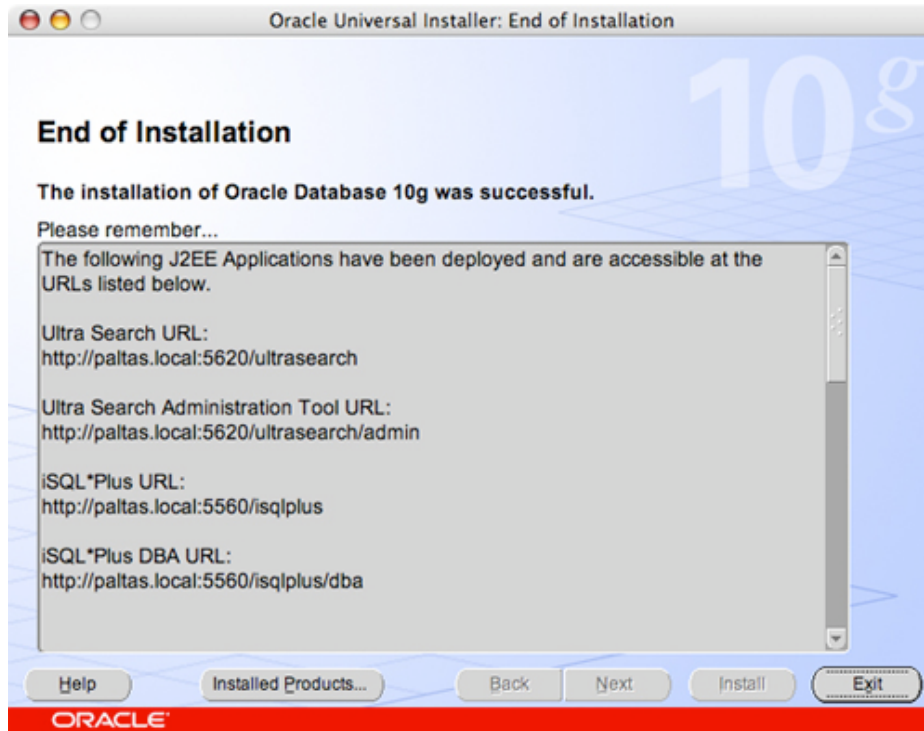 Oracle Universal Installer: End of Installation
10g
End of Installation
The installation of Oracle Database 10g was successful.
Please remember...
The following J2EE Applications have been deployed and are accessible at the
URLs listed below.
Ultra Search URL:
http://paltas.local:5620/ultrasearch
Ultra Search Administration Tool URL:
http://paltas.local:5620/ultrasearch/admin
iSQL*Plus URL:
http://paltas.local:5560/isqlplus
iSQL*Plus DBA URL:
http://paltas.local:5560/isqlplus/dba
Help Installed Products... Back Next Install Exit
ORACLE